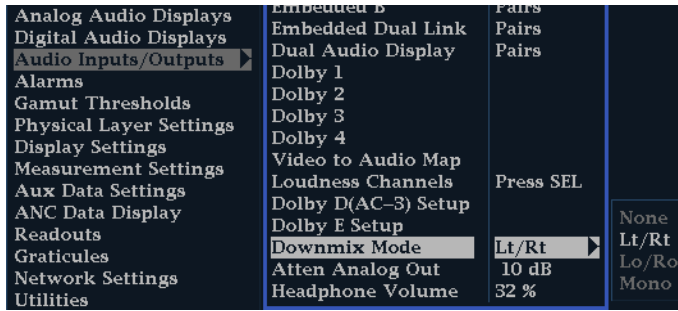 Analog Audio Displays
Digital Audio Displays
Audio Inputs/Outputs
Alarms
Gamut Thresholds
Physical Layer Settings
Display Settings
Measurement Settings
Aux Data Settings
ANC Data Display
Readouts
Graticules
Network Settings
Utilities
Embedded B Pairs
Embedded Dual Link Pairs
Dual Audio Display Pairs
Dolby 1
Dolby 2
Dolby 3
Dolby 4
Video to Audio Map
Loudness Channels Press SEL
Dolby D(AC–3) Setup
Dolby E Setup
Downmix Mode Lt/Rt
Atten Analog Out 10 dB
Headphone Volume 32 %
None
Lt/Rt
Lo/Ro
Mono